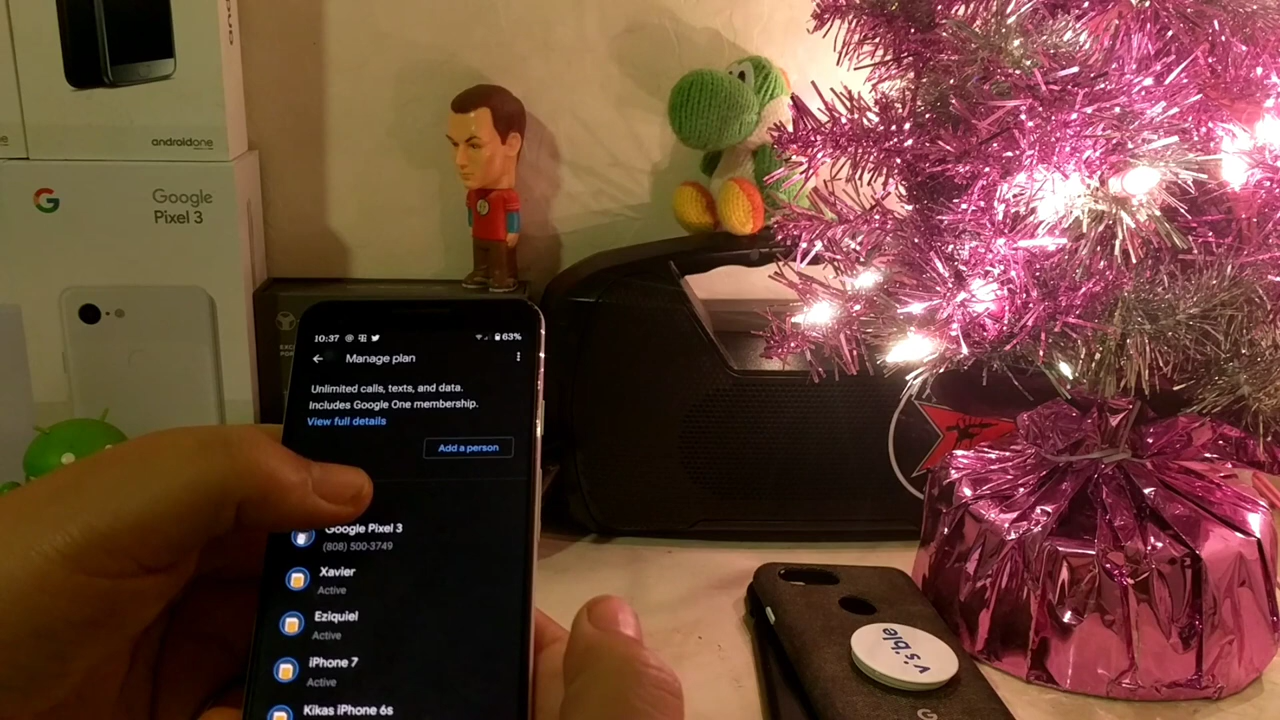 androidone
Google
Pixel 3
10:37
63%
Manage plan
Unlimited calls, texts, and data.
Includes Google One membership.
View full details
Add a person
Google Pixel 3
(808) 500-3749
Xavier
Active
Eziquiel
Active
iPhone 7
Active
Kikas iPhone 6s
visible